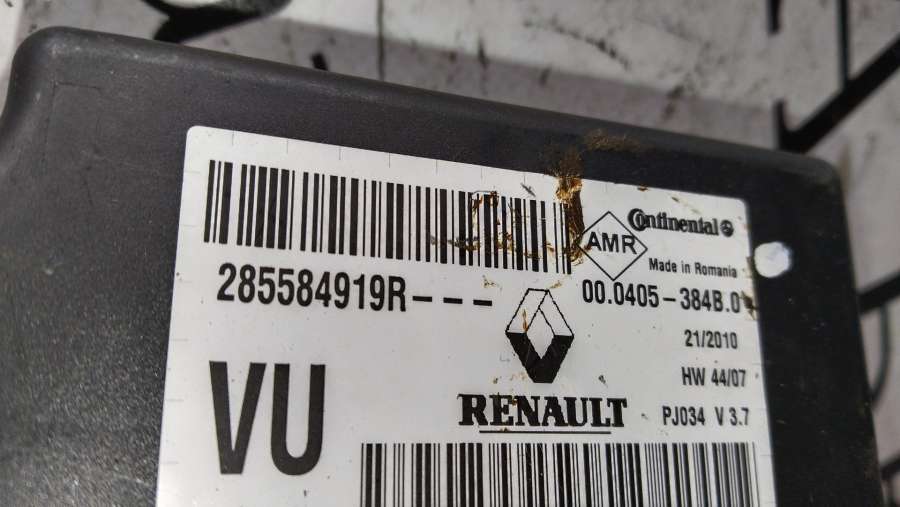 Continental
AMR
Made in Romania
285584919R---
00.0405-384B.0
21/2010
HW 44/07
VU
RENAULT
PJ034 V 3.7